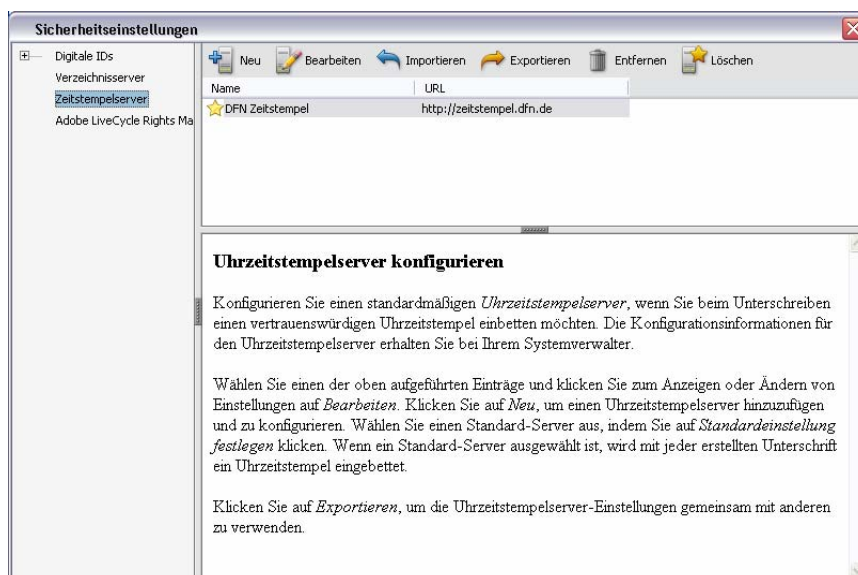 Sicherheitseinstellungen
Digitale IDs
Verzeichnisserver
Zeitstempelserver
Adobe LiveCycle Rights Ma
Neu Bearbeiten Importieren Exportieren Entfernen Löschen
Name URL
DFN Zeitstempel http://zeitstempel.dfn.de
Uhrzeitstempelserver konfigurieren
Konfigurieren Sie einen standardmäßigen Uhrzeitstempelserver, wenn Sie beim Unterschreiben
einen vertrauenswürdigen Uhrzeitstempel einbetten möchten. Die Konfigurationsinformationen für
den Uhrzeitstempelserver erhalten Sie bei Ihrem Systemverwalter.
Wählen Sie einen der oben aufgeführten Einträge und klicken Sie zum Anzeigen oder Ändern von
Einstellungen auf Bearbeiten. Klicken Sie auf Neu, um einen Uhrzeitstempelserver hinzuzufügen
und zu konfigurieren. Wählen Sie einen Standard-Server aus, indem Sie auf Standardeinstellung
festlegen klicken. Wenn ein Standard-Server ausgewählt ist, wird mit jeder erstellten Unterschrift
ein Uhrzeitstempel eingebettet.
Klicken Sie auf Exportieren, um die Uhrzeitstempelserver-Einstellungen gemeinsam mit anderen
zu verwenden.